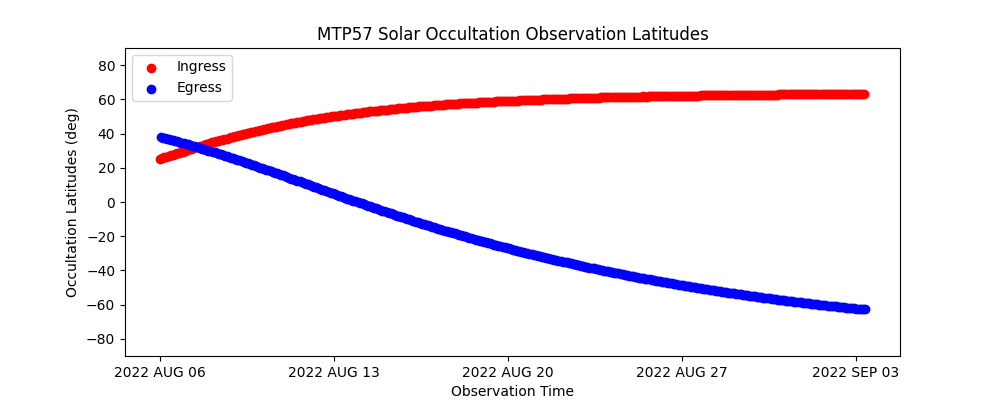 MTP57 Solar Occultation Observation Latitudes
Ingress
Egress
Occultation Latitudes (deg)
80
60
40
20
0
−20
−40
−60
−80
2022 AUG 06
2022 AUG 13
2022 AUG 20
2022 AUG 27
2022 SEP 03
Observation Time